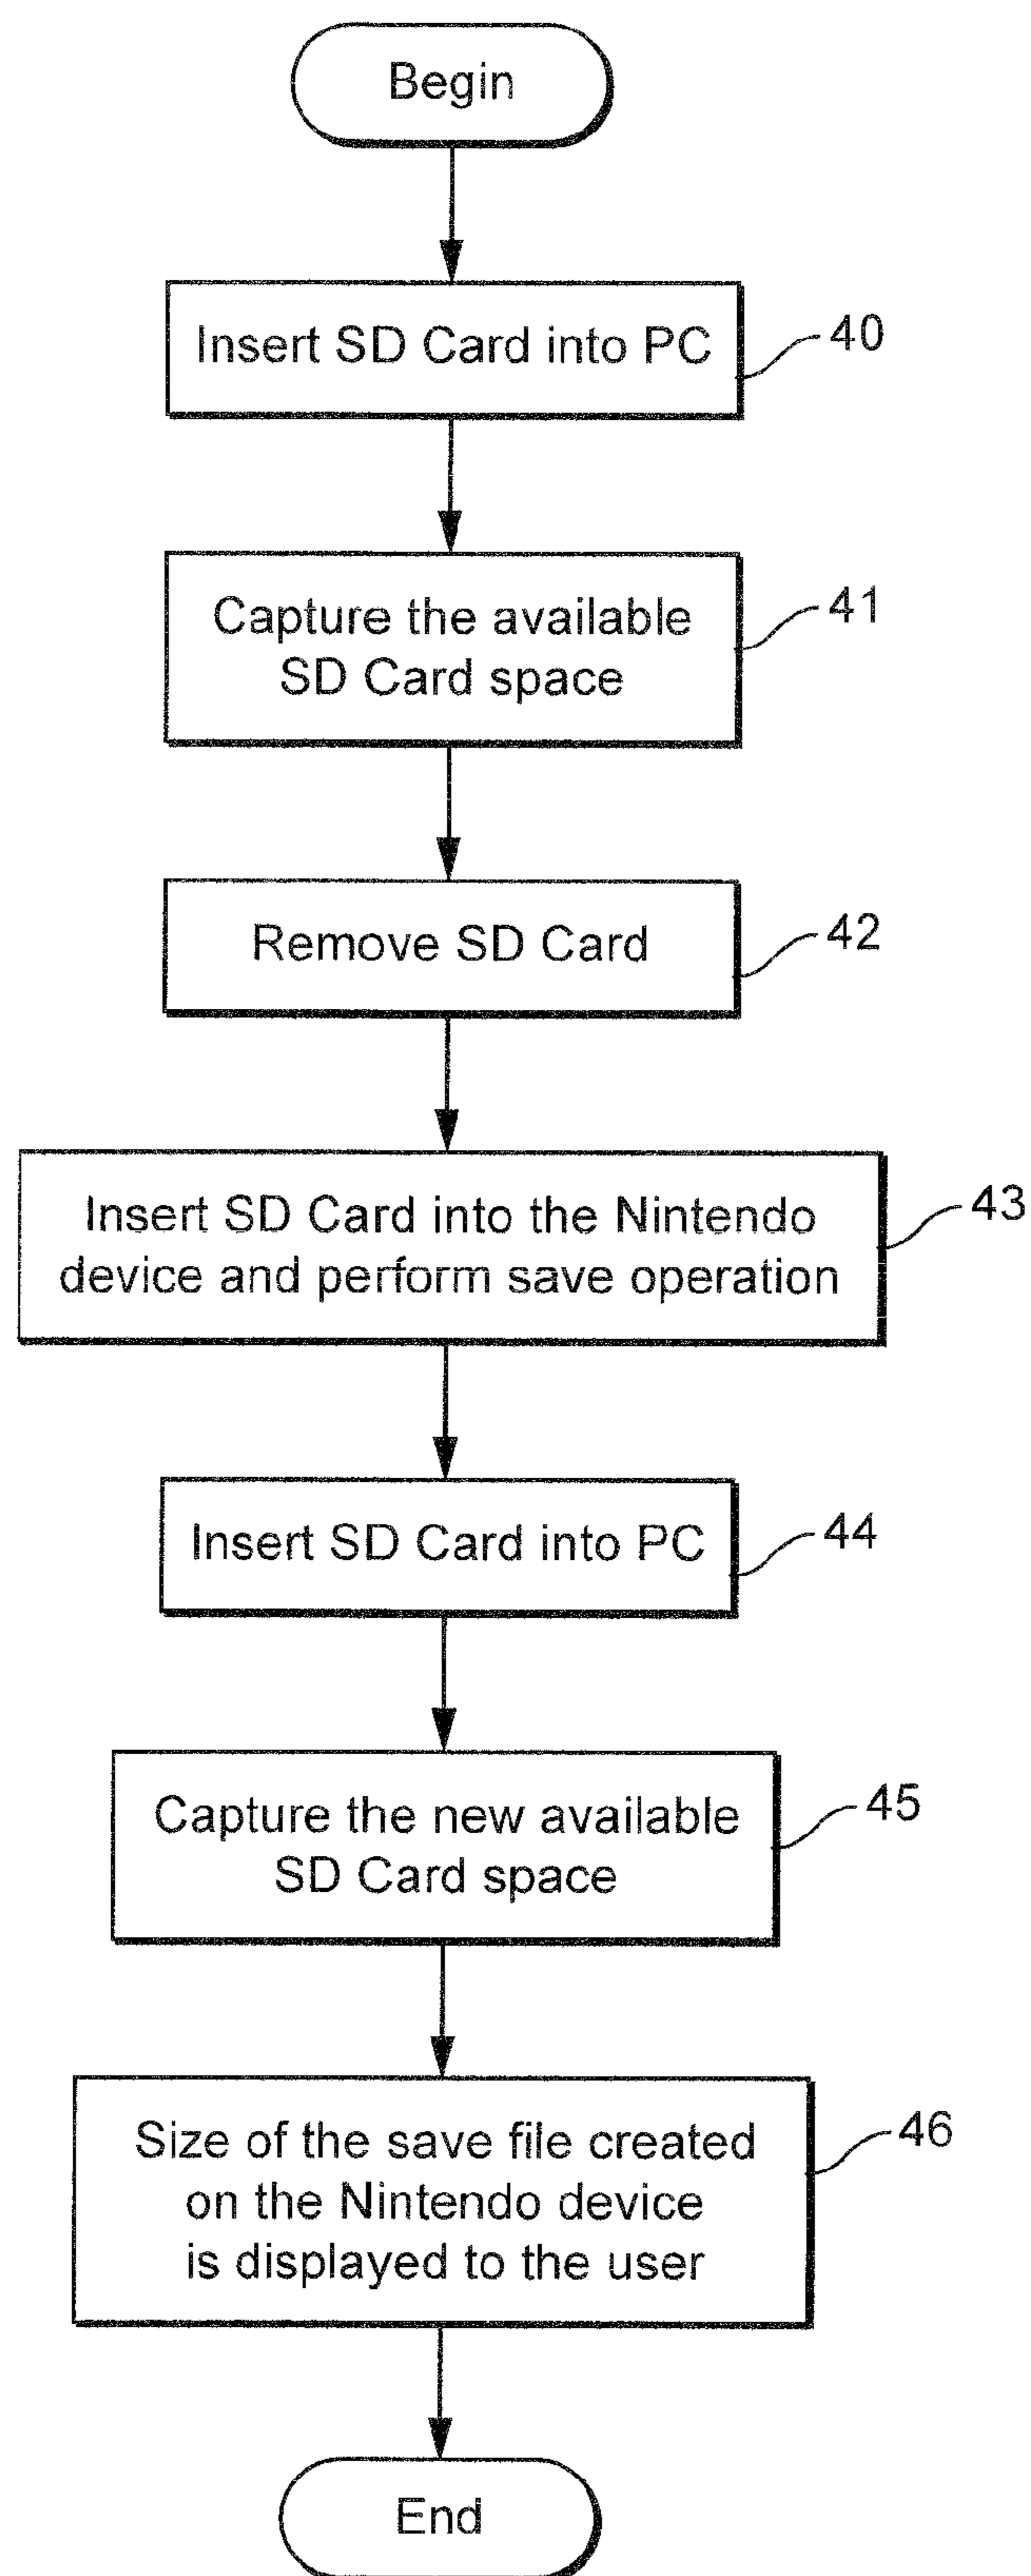 Begin
Insert SD Card into PC
40
Capture the available
SD Card space
41
Remove SD Card
42
Insert SD Card into the Nintendo
device and perform save operation
43
Insert SD Card into PC
44
Capture the new available
SD Card space
45
Size of the save file created
on the Nintendo device
is displayed to the user
46
End